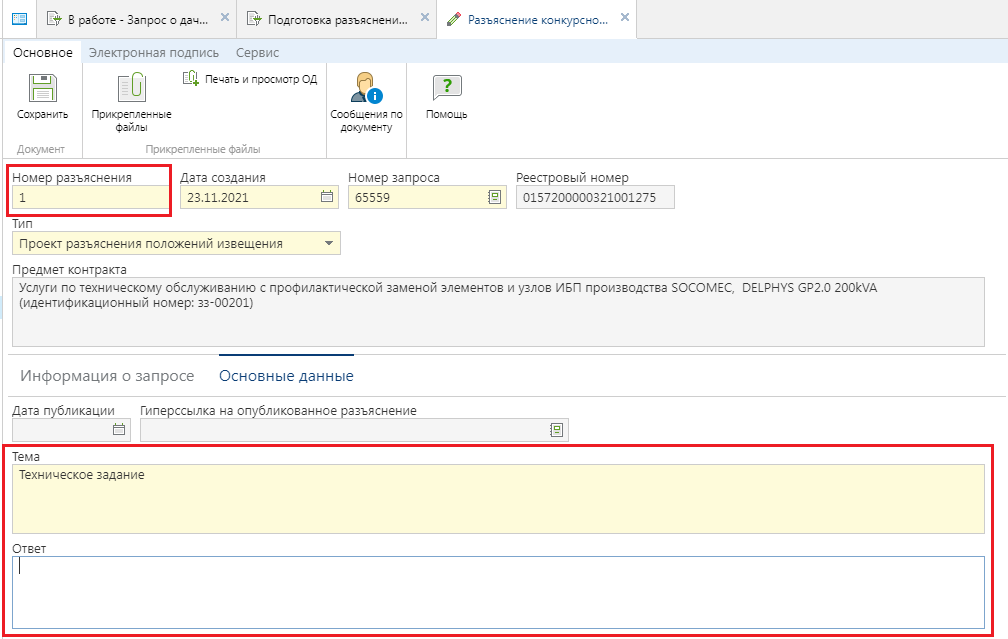 В работе - Запрос о дач...
Подготовка разъяснени...
Разъяснение конкурсно...
Основное
Электронная подпись
Сервис
Сохранить
Документ
Прикрепленные
файлы
Печать и просмотр ОД
Прикрепленные файлы
Сообщения по
документу
Помощь
Номер разъяснения
1
Дата создания
23.11.2021
Номер запроса
65559
Реестровый номер
0157200000321001275
Тип
Проект разъяснения положений извещения
Предмет контракта
Услуги по техническому обслуживанию с профилактической заменой элементов и узлов ИБП производства SOCOMEC, DELPHYS GP2.0 200kVA
(идентификационный номер: зз-00201)
Информация о запросе
Основные данные
Дата публикации
Гиперссылка на опубликованное разъяснение
Тема
Техническое задание
Ответ